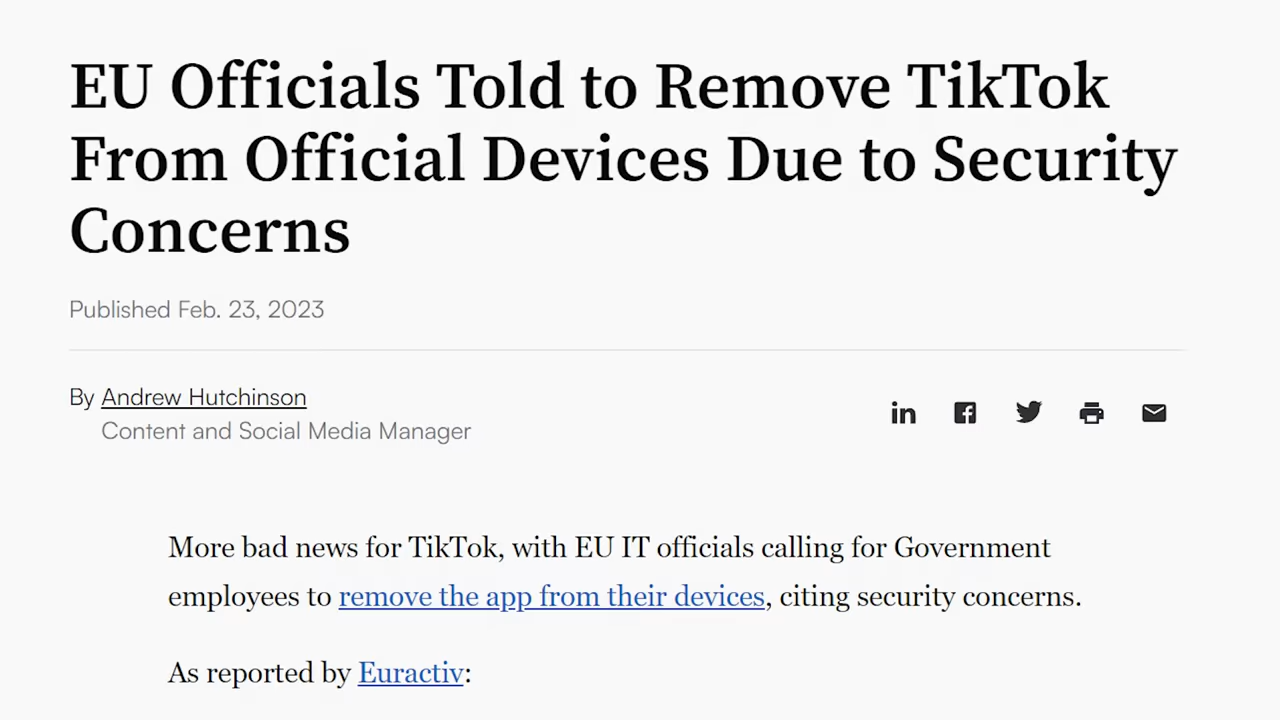 EU Officials Told to Remove TikTok
From Official Devices Due to Security
Concerns
Published Feb. 23, 2023
By Andrew Hutchinson
Content and Social Media Manager
in
More bad news for TikTok, with EU IT officials calling for Government
employees to remove the app from their devices, citing security concerns.
As reported by Euractiv: